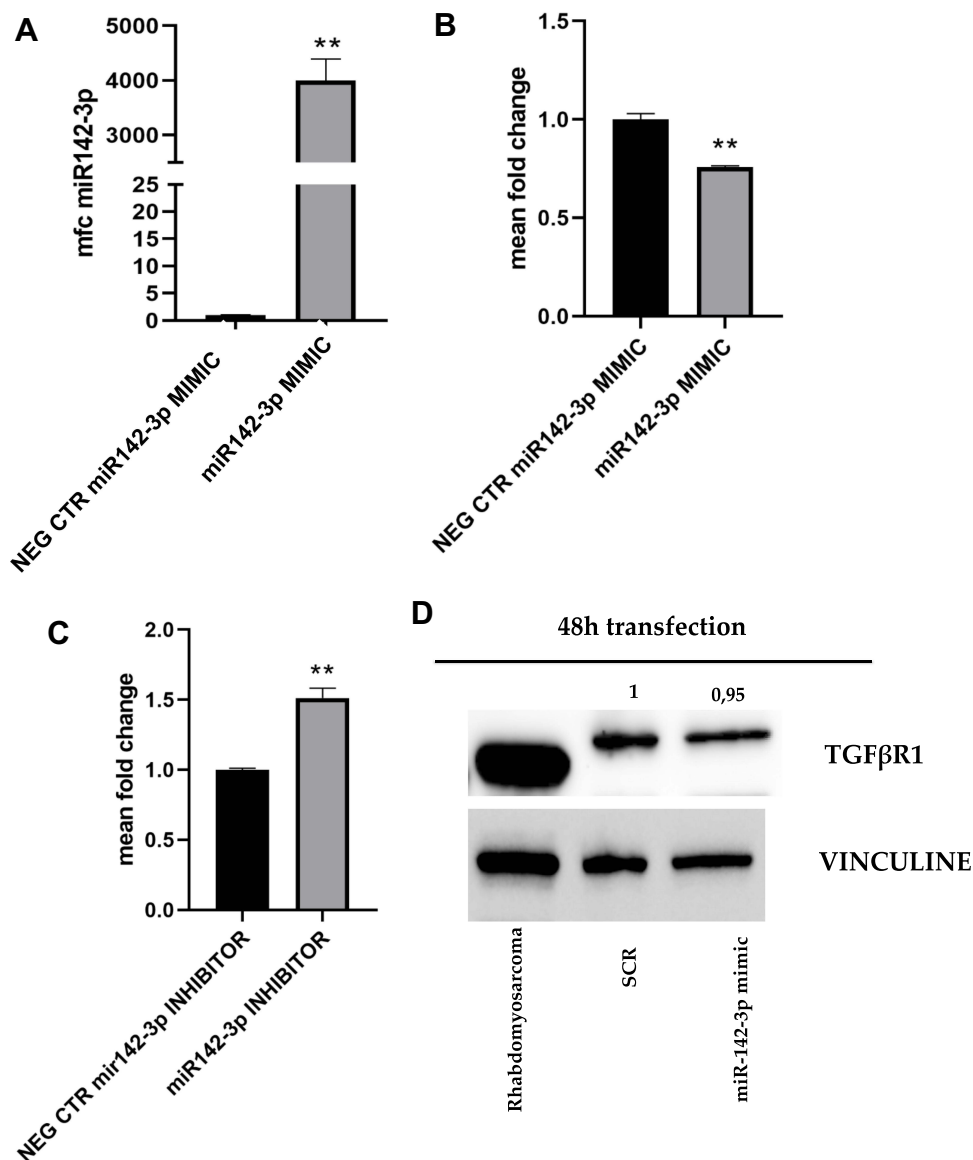 A
mfc miR142-3p
5000
4000
3000
25
20
15
10
5
0
**
NEG CTR miR142-3p MIMIC
miR142-3p MIMIC
B
mean fold change
1.5
1.0
0.5
0.0
**
NEG CTR miR142-3p MIMIC
miR142-3p MIMIC
C
mean fold change
2.0
1.5
1.0
0.5
0.0
**
NEG CTR mir142-3p INHIBITOR
miR142-3p INHIBITOR
D
48h transfection
1
0,95
TGFβR1
VINCULINE
Rhabdomyosarcoma
SCR
miR-142-3p mimic